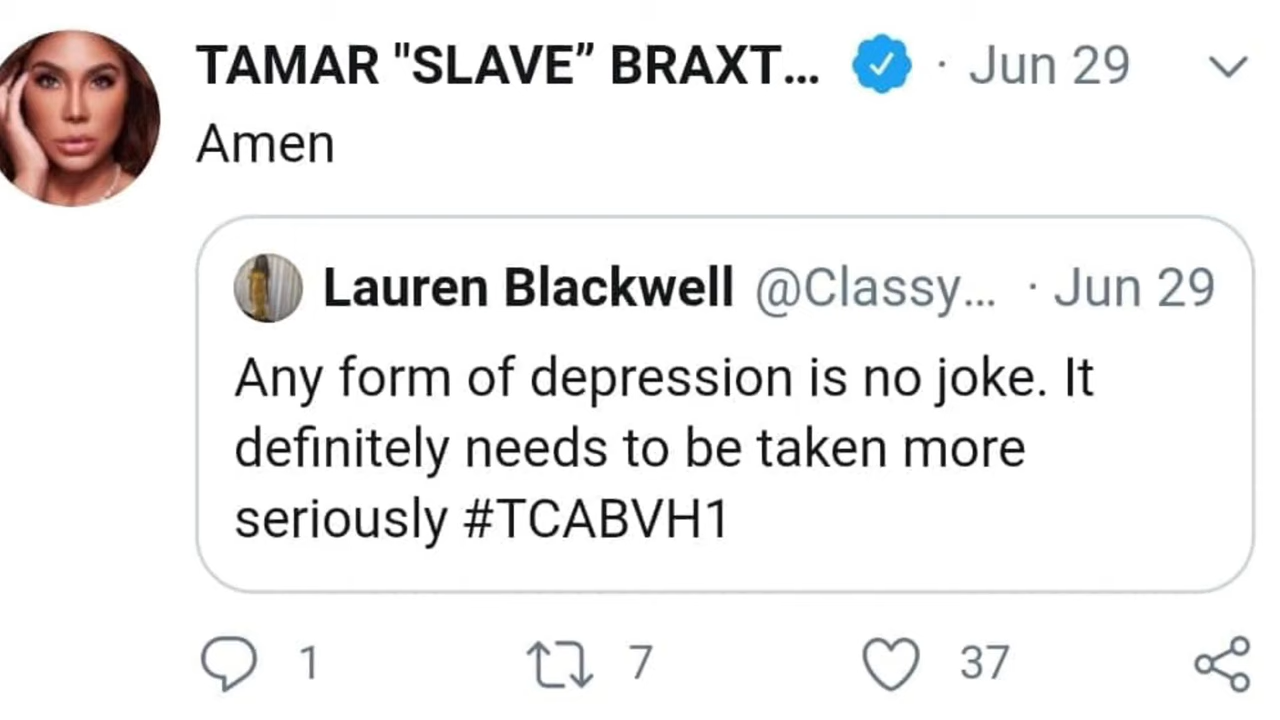 TAMAR "SLAVE” BRAXT... · Jun 29
Amen
Lauren Blackwell @Classy... · Jun 29
Any form of depression is no joke. It
definitely needs to be taken more
seriously #TCABVH1
1 7 37